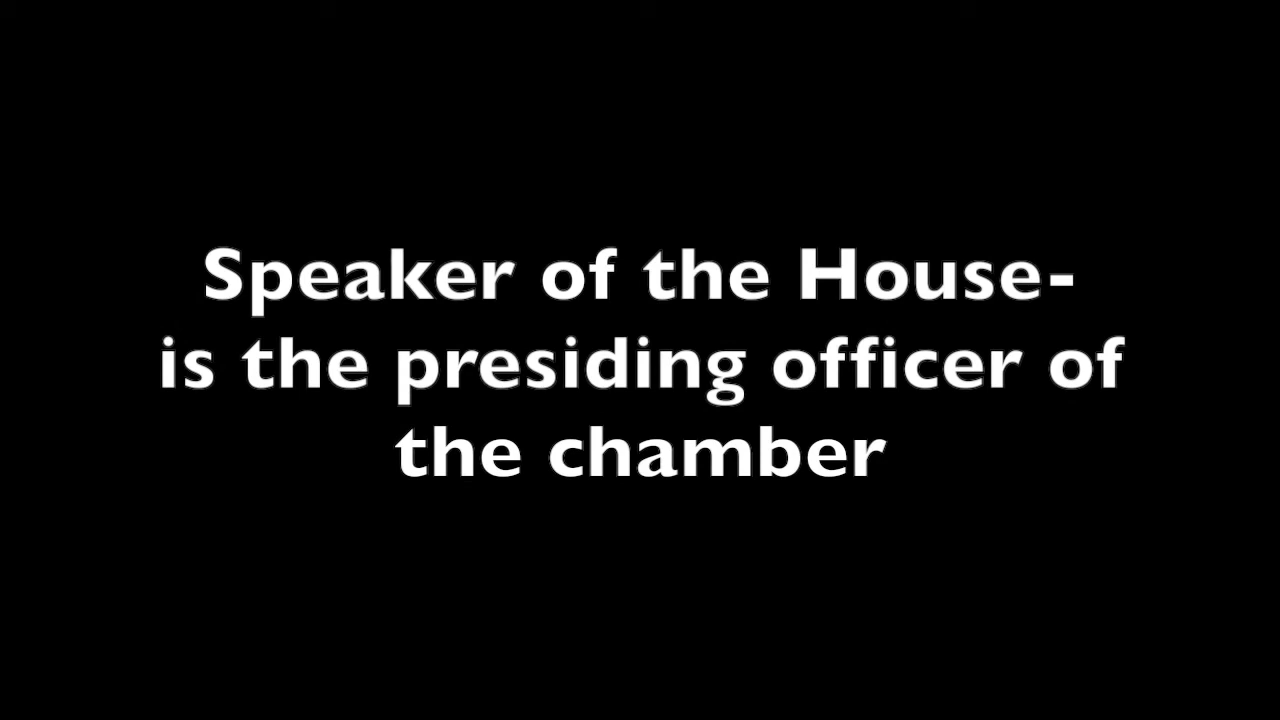 Speaker of the House-
is the presiding officer of
the chamber